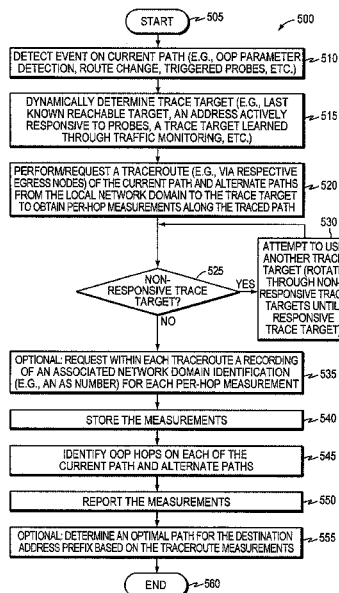 START
505
500
DETECT EVENT ON CURRENT PATH (E.G., OOP PARAMETER
DETECTION, ROUTE CHANGE, TRIGGERED PROBES, ETC.)
510
DYNAMICALLY DETERMINE TRACE TARGET (E.G., LAST
KNOWN REACHABLE TARGET, AN ADDRESS ACTIVELY
RESPONSIVE TO PROBES, A TRACE TARGET LEARNED
THROUGH TRAFFIC MONITORING, ETC.)
515
PERFORM/REQUEST A TRACEROUTE (E.G., VIA RESPECTIVE
EGRESS NODES) OF THE CURRENT PATH AND ALTERNATE PATHS
FROM THE LOCAL NETWORK DOMAIN TO THE TRACE TARGET
TO OBTAIN PER-HOP MEASUREMENTS ALONG THE TRACED PATH
520
530
ATTEMPT TO USE
ANOTHER TRACE
TARGET (ROTATE
THROUGH NON-
RESPONSIVE TRACE
TARGETS UNTIL
RESPONSIVE
TRACE TARGET)
525
NON-
RESPONSIVE TRACE
TARGET?
YES
NO
OPTIONAL: REQUEST WITHIN EACH TRACEROUTE A RECORDING
OF AN ASSOCIATED NETWORK DOMAIN IDENTIFICATION
(E.G., AN AS NUMBER) FOR EACH PER-HOP MEASUREMENT
535
STORE THE MEASUREMENTS
540
IDENTIFY OOP HOPS ON EACH OF THE
CURRENT PATH AND ALTERNATE PATHS
545
REPORT THE MEASUREMENTS
550
OPTIONAL: DETERMINE AN OPTIMAL PATH FOR THE DESTINATION
ADDRESS PREFIX BASED ON THE TRACEROUTE MEASUREMENTS
555
END
560